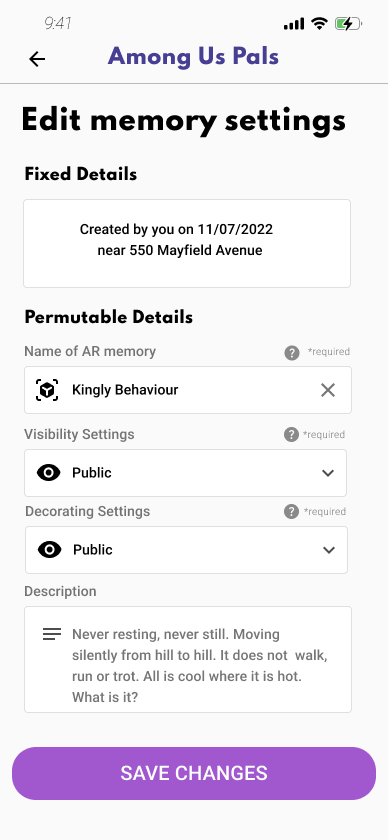 9:41
Among Us Pals
Edit memory settings
Fixed Details
Created by you on 11/07/2022
near 550 Mayfield Avenue
Permutable Details
Name of AR memory ? *required
Kingly Behaviour
Visibility Settings ? *required
Public
Decorating Settings ? *required
Public
Description
Never resting, never still. Moving
silently from hill to hill. It does not  walk,
run or trot. All is cool where it is hot.
What is it?
SAVE CHANGES